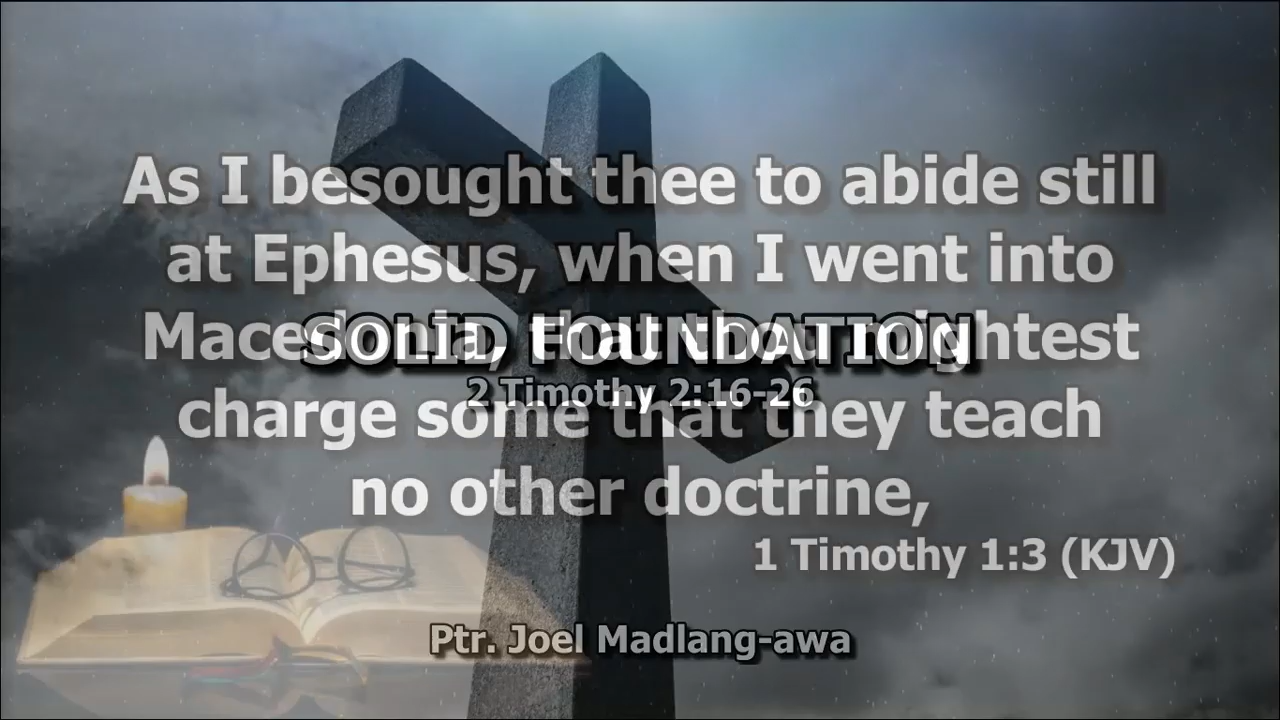 As I besought thee to abide still
at Ephesus, when I went into
Macedonia, that thou mightest
SOLID FOUNDATION
2 Timothy 2:16-26
charge some that they teach
no other doctrine,
1 Timothy 1:3 (KJV)
Ptr. Joel Madlang-awa